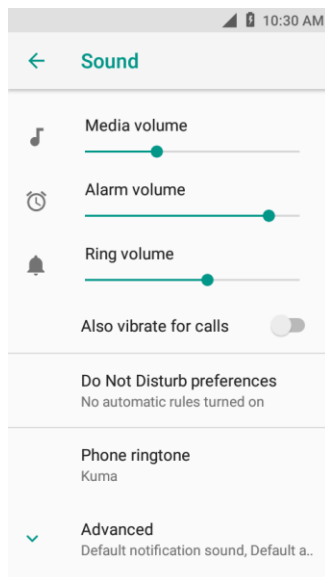 10:30 AM
Sound
Media volume
Alarm volume
Ring volume
Also vibrate for calls
Do Not Disturb preferences
No automatic rules turned on
Phone ringtone
Kuma
Advanced
Default notification sound, Default a..